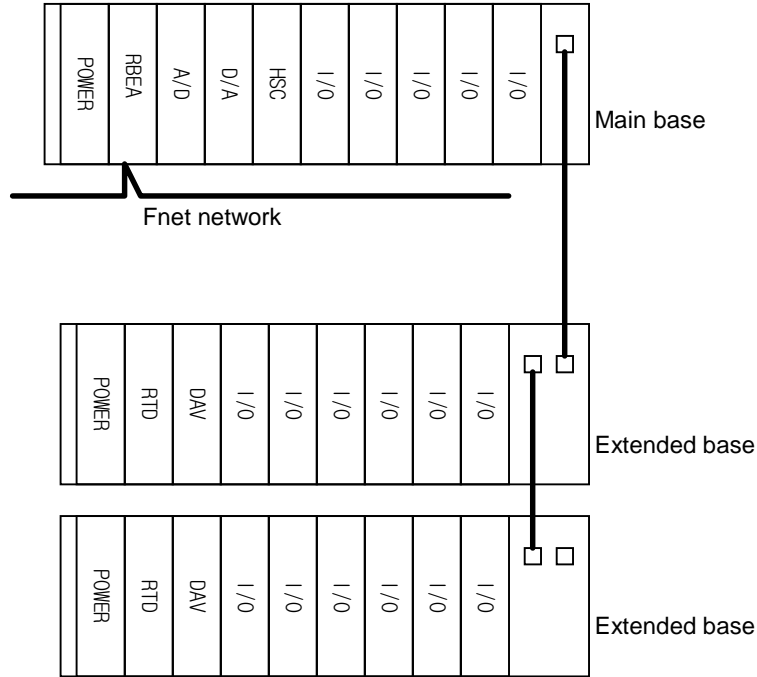 POWER
RBEA
A/D
D/A
HSC
I/O
I/O
I/O
I/O
I/O
Main base
Fnet network
POWER
RTD
DAV
I/O
I/O
I/O
I/O
I/O
I/O
Extended base
POWER
RTD
DAV
I/O
I/O
I/O
I/O
I/O
I/O
Extended base